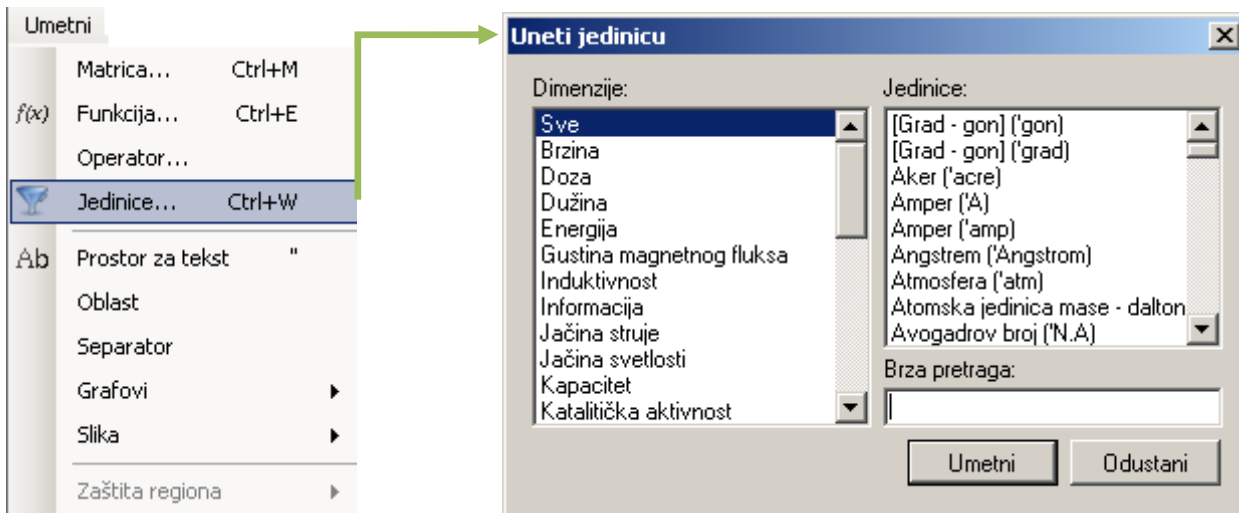 Umetni
Matrica... Ctrl+M
f(x) Funkcija... Ctrl+E
Operator...
Jedinice... Ctrl+W
Ab Prostor za tekst "
Oblast
Separator
Grafovi
Slika
Zaštita regiona
Uneti jedinicu
Dimenzije:
Sve
Brzina
Doza
Dužina
Energija
Gustina magnetnog fluksa
Induktivnost
Informacija
Jačina struje
Jačina svetlosti
Kapacitet
Katalitička aktivnost
Jedinice:
[Grad - gon] ('gon)
[Grad - gon] ('grad)
Aker ('acre)
Amper ('A)
Amper ('amp)
Angstrem ('Angstrom)
Atmosfera ('atm)
Atomska jedinica mase - dalton
Avogadrov broj ('N.A)
Brza pretraga:
Umetni Odustani